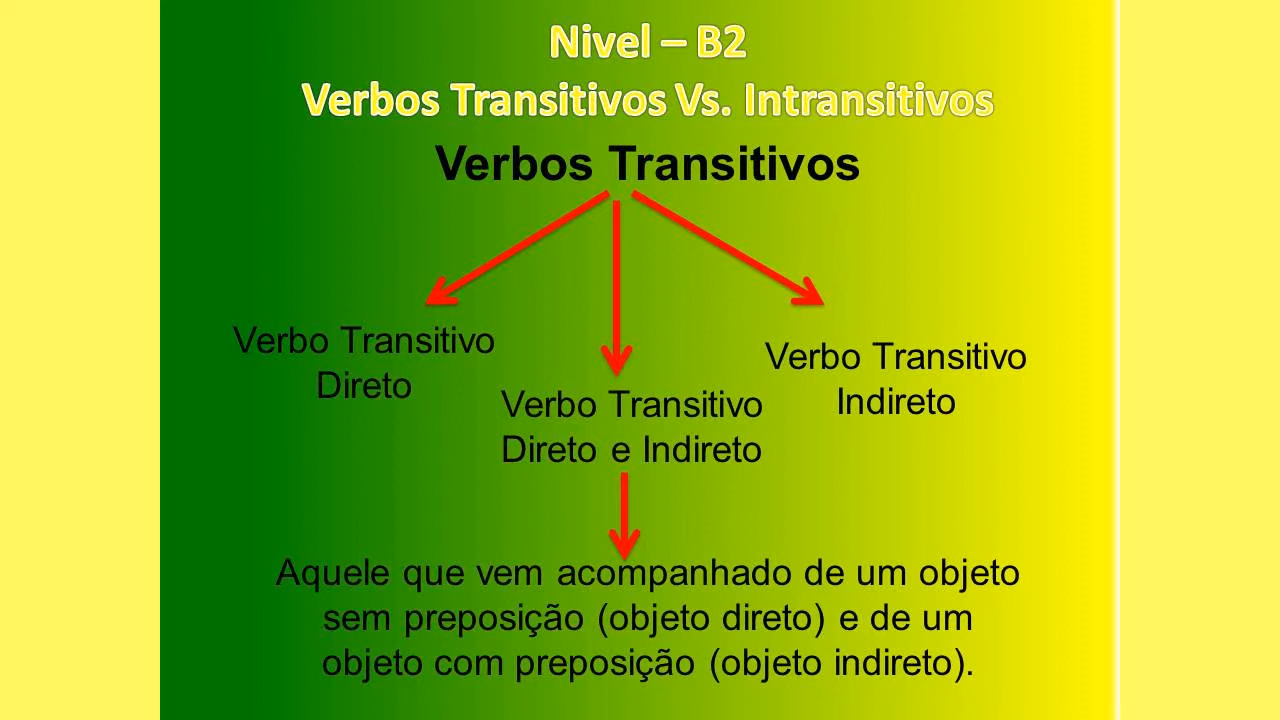 Nivel – B2
Verbos Transitivos Vs. Intransitivos
Verbos Transitivos
Verbo Transitivo
Direto
Verbo Transitivo
Direto e Indireto
Verbo Transitivo
Indireto
Aquele que vem acompanhado de um objeto
sem preposição (objeto direto) e de um
objeto com preposição (objeto indireto).